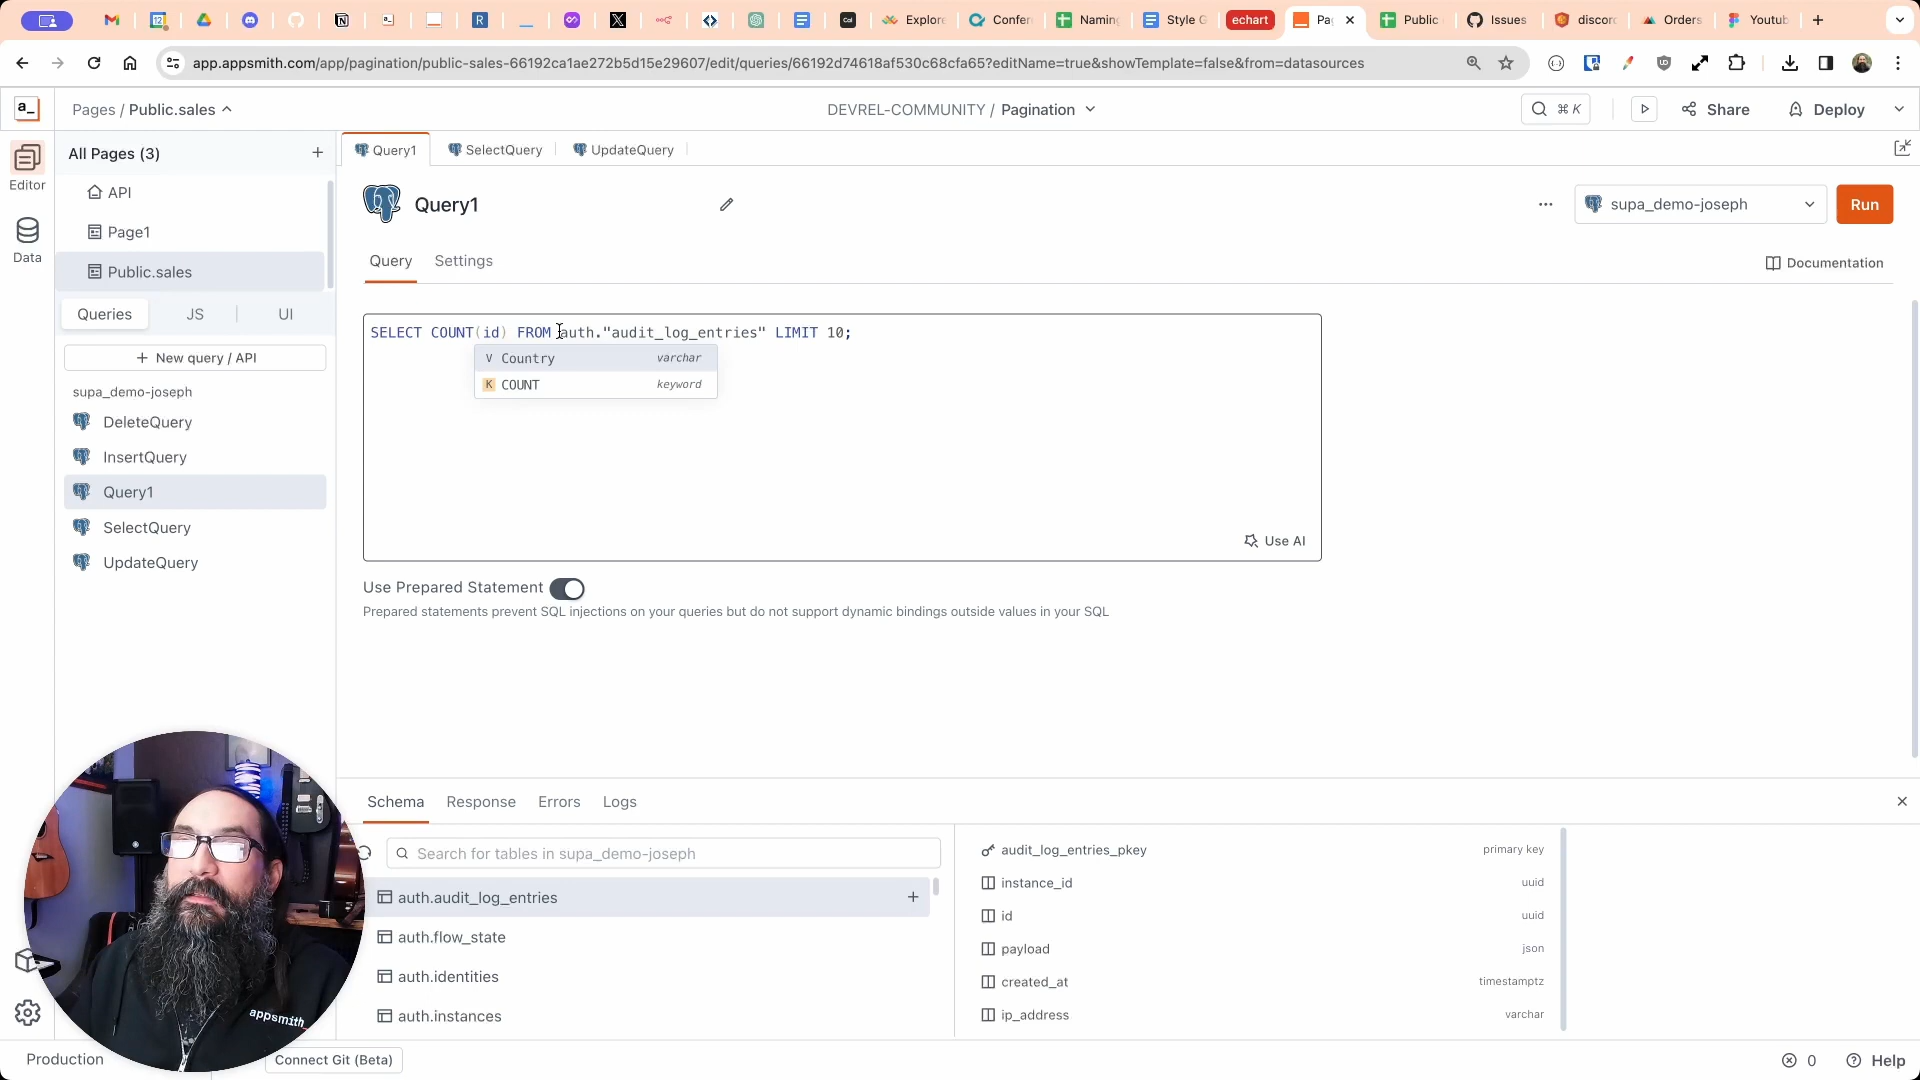 Explore
Confer
Naming
Style G
echart
Pa
Public
Issues
discor
Orders
Youtub
app.appsmith.com/app/pagination/public-sales-66192ca1ae272b5d15e29607/edit/queries/66192d74618af530c68cfa65?editName=true&showTemplate=false&from=datasources
a_
Pages / Public.sales
DEVREL-COMMUNITY / Pagination
⌘ K
Share
Deploy
Editor
Data
All Pages (3)
API
Page1
Public.sales
Queries
JS
UI
New query / API
supa_demo-joseph
DeleteQuery
InsertQuery
Query1
SelectQuery
UpdateQuery
Query1
SelectQuery
UpdateQuery
Query1
supa_demo-joseph
Run
Query
Settings
Documentation
SELECT COUNT(id) FROM auth."audit_log_entries" LIMIT 10;
V Country varchar
K COUNT keyword
Use AI
Use Prepared Statement
Prepared statements prevent SQL injections on your queries but do not support dynamic bindings outside values in your SQL
Schema
Response
Errors
Logs
Search for tables in supa_demo-joseph
auth.audit_log_entries
auth.flow_state
auth.identities
auth.instances
audit_log_entries_pkey primary key
instance_id uuid
id uuid
payload json
created_at timestamptz
ip_address varchar
appsmith_
Production
Connect Git (Beta)
0
Help